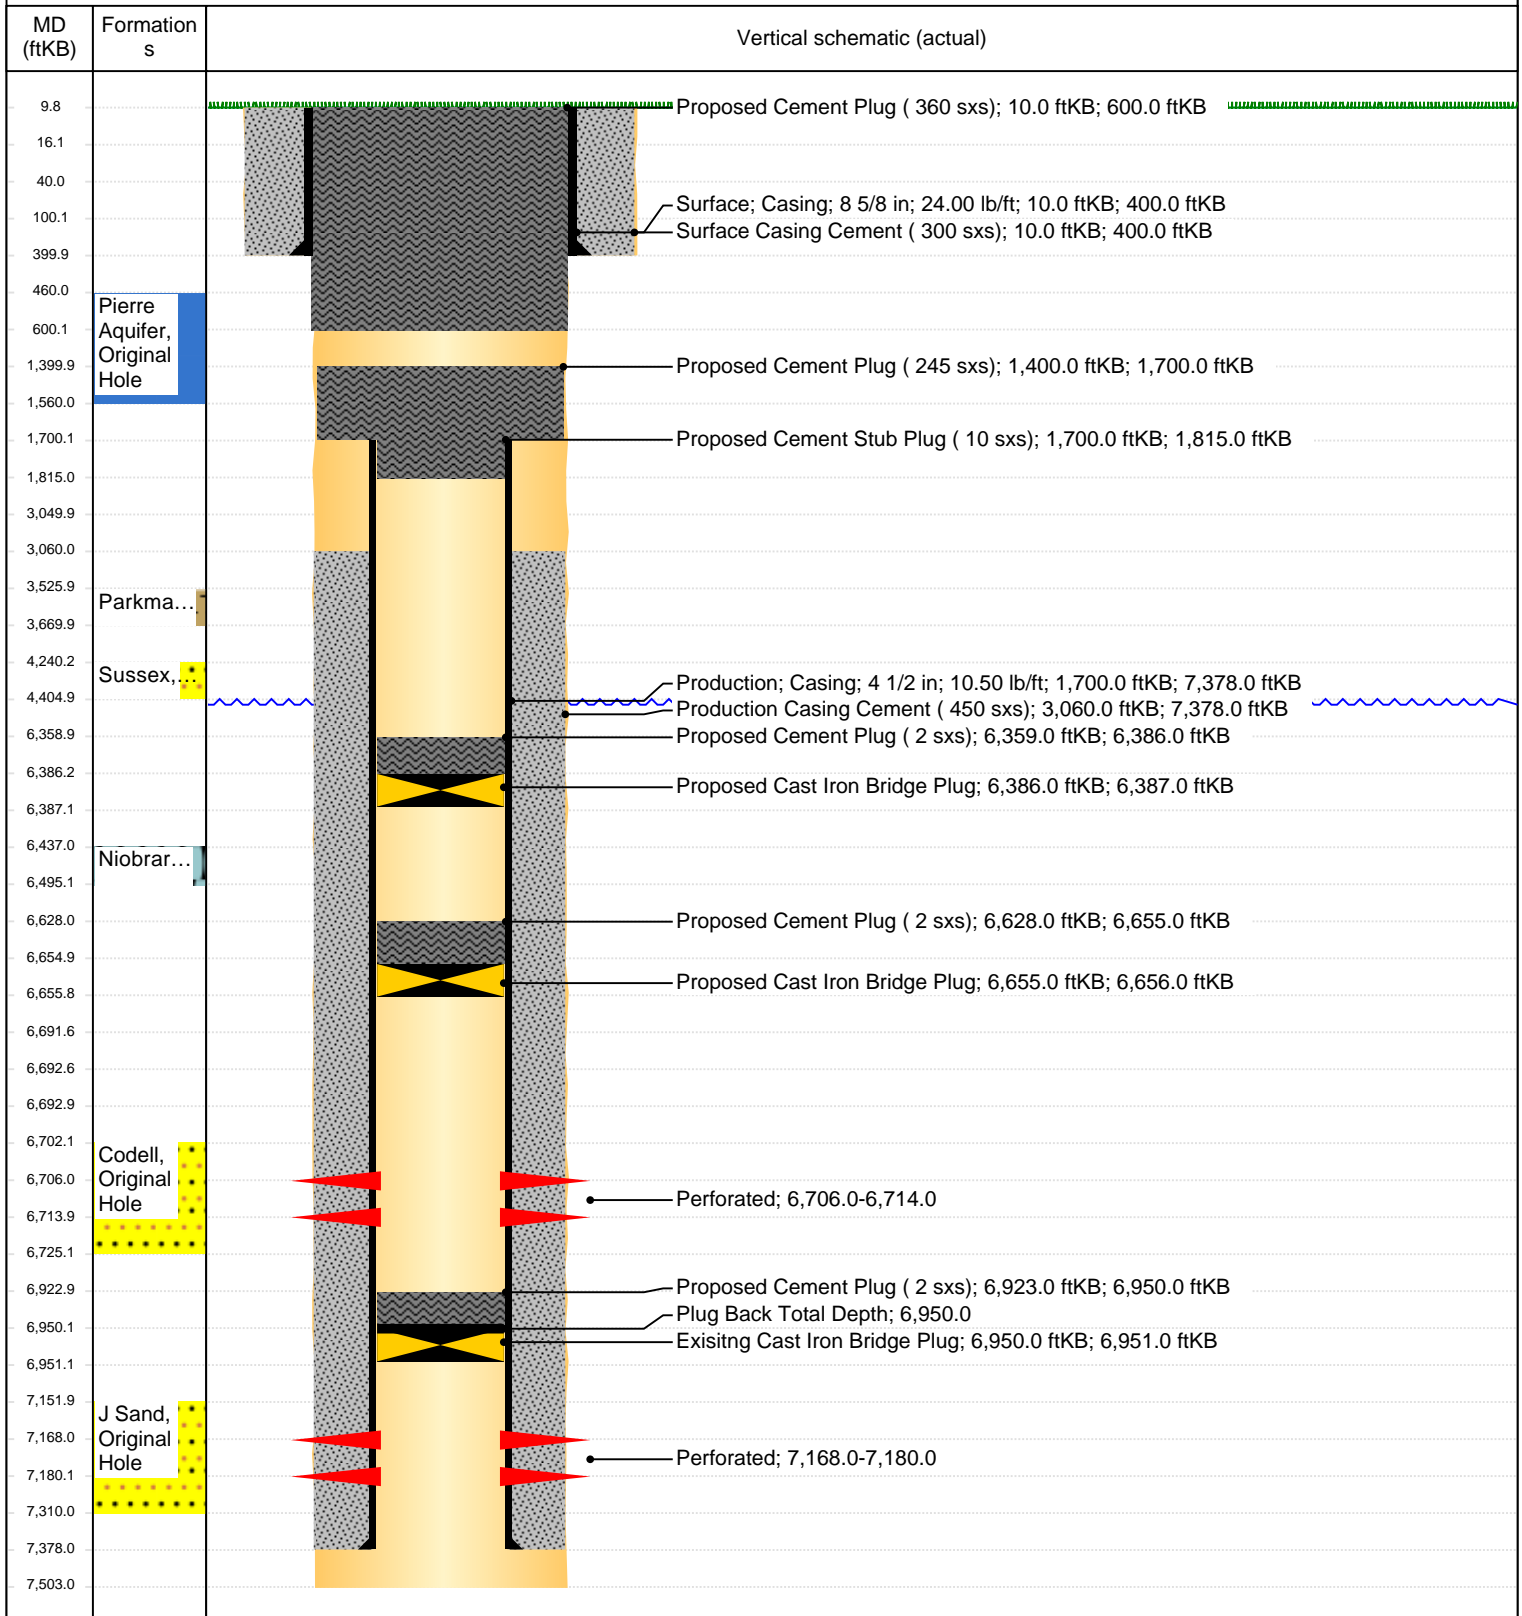 MD
(ftKB)
Formation
s
Vertical schematic (actual)
9.8
Proposed Cement Plug ( 360 sxs); 10.0 ftKB; 600.0 ftKB
16.1
40.0
Surface; Casing; 8 5/8 in; 24.00 lb/ft; 10.0 ftKB; 400.0 ftKB
100.1
Surface Casing Cement ( 300 sxs); 10.0 ftKB; 400.0 ftKB
399.9
460.0
Pierre
Aquifer,
Original
Hole
600.1
1,399.9
Proposed Cement Plug ( 245 sxs); 1,400.0 ftKB; 1,700.0 ftKB
1,560.0
1,700.1
Proposed Cement Stub Plug ( 10 sxs); 1,700.0 ftKB; 1,815.0 ftKB
1,815.0
3,049.9
3,060.0
3,525.9
Parkma…
3,669.9
4,240.2
Sussex,…
Production; Casing; 4 1/2 in; 10.50 lb/ft; 1,700.0 ftKB; 7,378.0 ftKB
4,404.9
Production Casing Cement ( 450 sxs); 3,060.0 ftKB; 7,378.0 ftKB
6,358.9
Proposed Cement Plug ( 2 sxs); 6,359.0 ftKB; 6,386.0 ftKB
6,386.2
Proposed Cast Iron Bridge Plug; 6,386.0 ftKB; 6,387.0 ftKB
6,387.1
6,437.0
Niobrar…
6,495.1
6,628.0
Proposed Cement Plug ( 2 sxs); 6,628.0 ftKB; 6,655.0 ftKB
6,654.9
Proposed Cast Iron Bridge Plug; 6,655.0 ftKB; 6,656.0 ftKB
6,655.8
6,691.6
6,692.6
6,692.9
6,702.1
Codell,
Original
Hole
6,706.0
Perforated; 6,706.0-6,714.0
6,713.9
6,725.1
6,922.9
Proposed Cement Plug ( 2 sxs); 6,923.0 ftKB; 6,950.0 ftKB
Plug Back Total Depth; 6,950.0
6,950.1
Exisitng Cast Iron Bridge Plug; 6,950.0 ftKB; 6,951.0 ftKB
6,951.1
7,151.9
J Sand,
Original
Hole
7,168.0
Perforated; 7,168.0-7,180.0
7,180.1
7,310.0
7,378.0
7,503.0